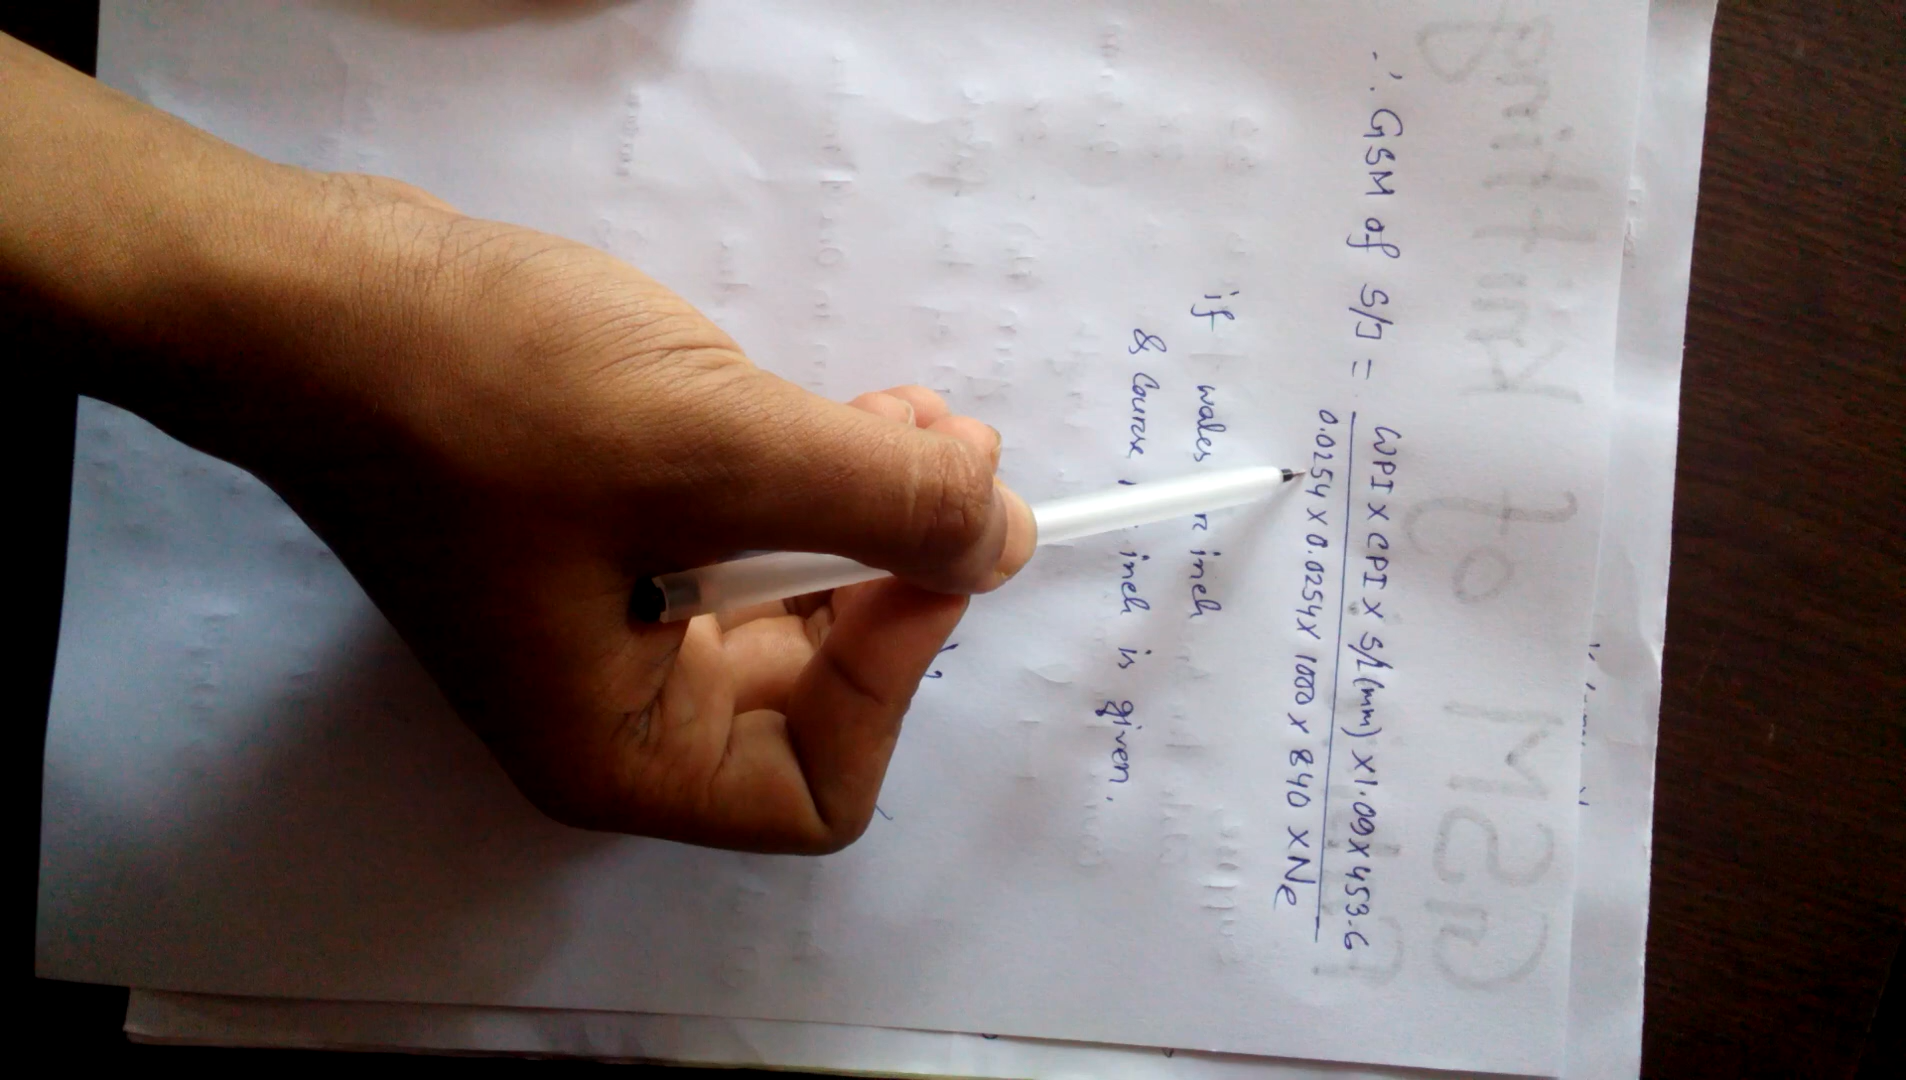 ∴ GSM of S/J = WPI x CPI x S/L(mm) x 1.09 x 453.6
0.0254 x 0.0254 x 1000 x 840 x Ne
if wales inch
& Course inch is given.